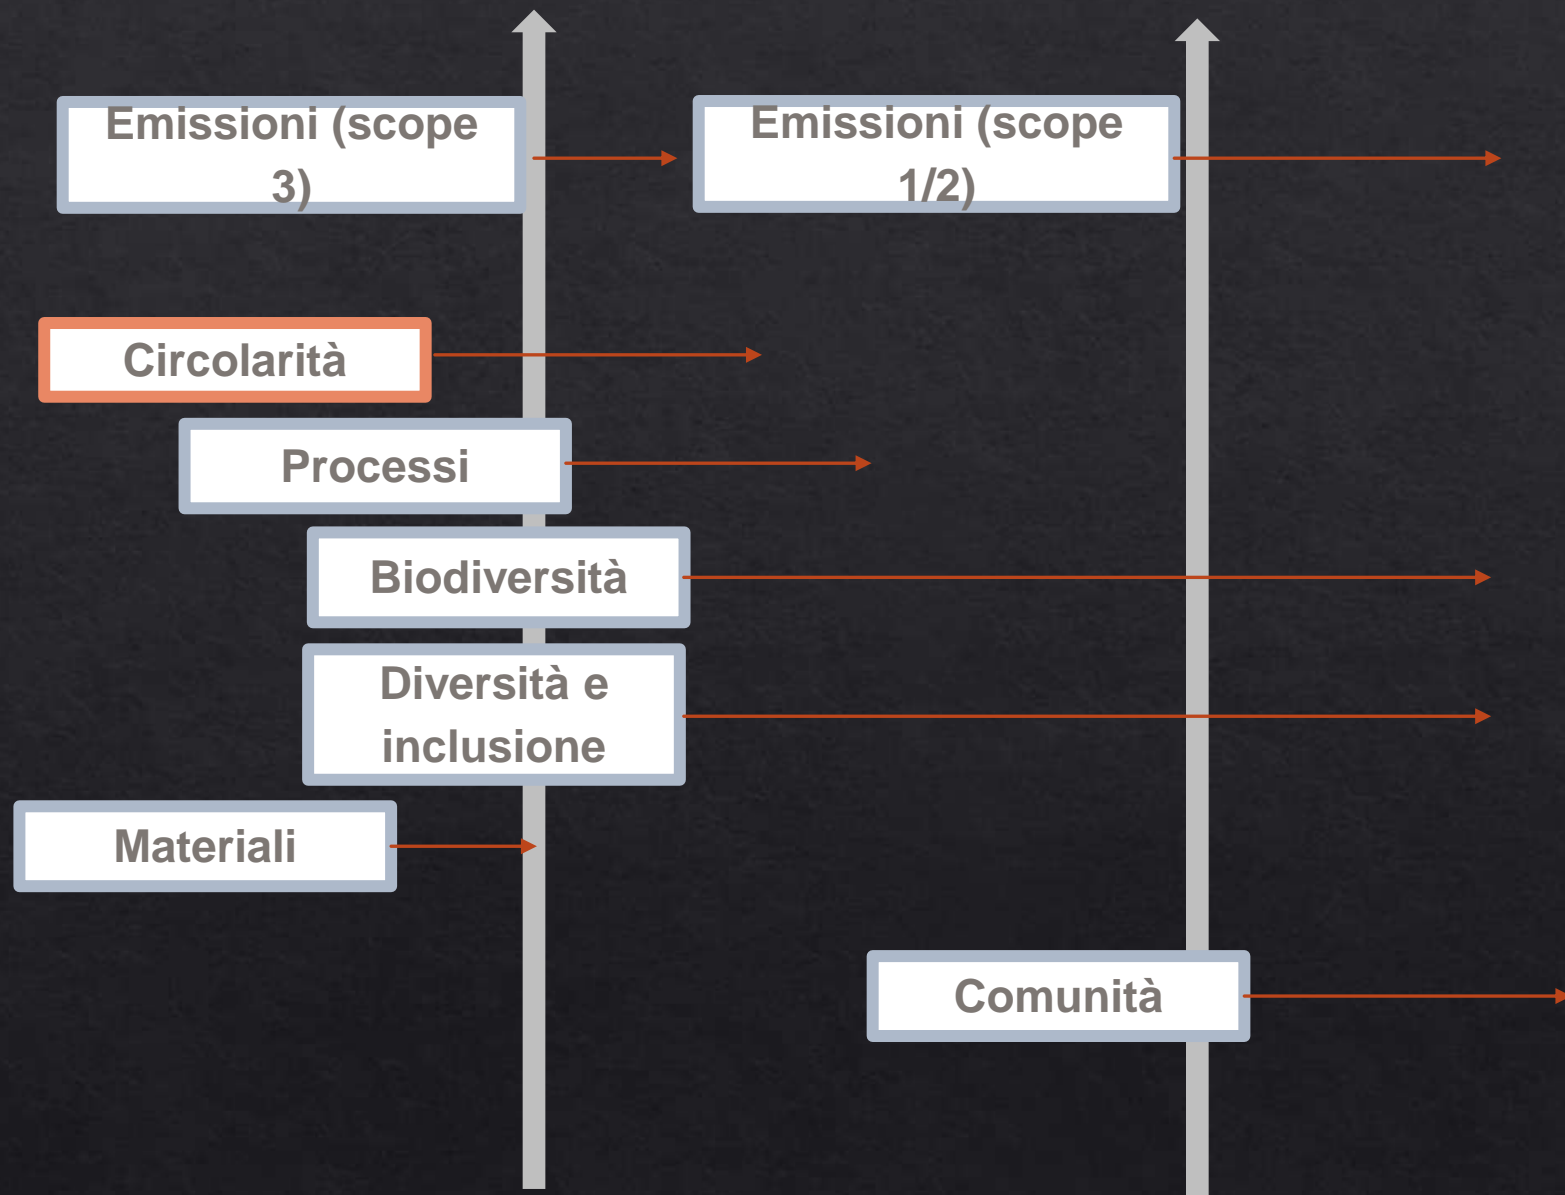 Emissioni (scope
3)
Emissioni (scope
1/2)
Circolarità
Processi
Biodiversità
Diversità e
inclusione
Materiali
Comunità